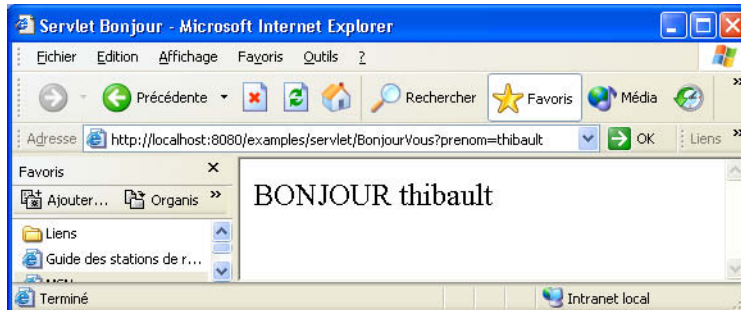 Servlet Bonjour - Microsoft Internet Explorer
Fichier Edition Affichage Favoris Outils ?
Précédente Rechercher Favoris Média »
Adresse http://localhost:8080/examples/servlet/BonjourVous?prenom=thibault OK Liens »
Favoris x
Ajouter... Organis »
BONJOUR thibault
Liens
Guide des stations de r...
MSN
Terminé Intranet local